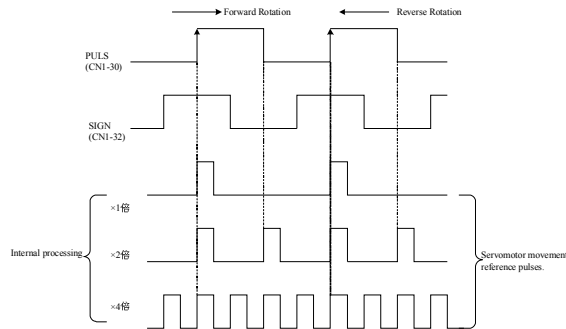 Forward Rotation
Reverse Rotation
PULS
(CN1-30)
SIGN
(CN1-32)
×1倍
Internal processing
×2倍
Servomotor movement
reference pulses.
×4倍